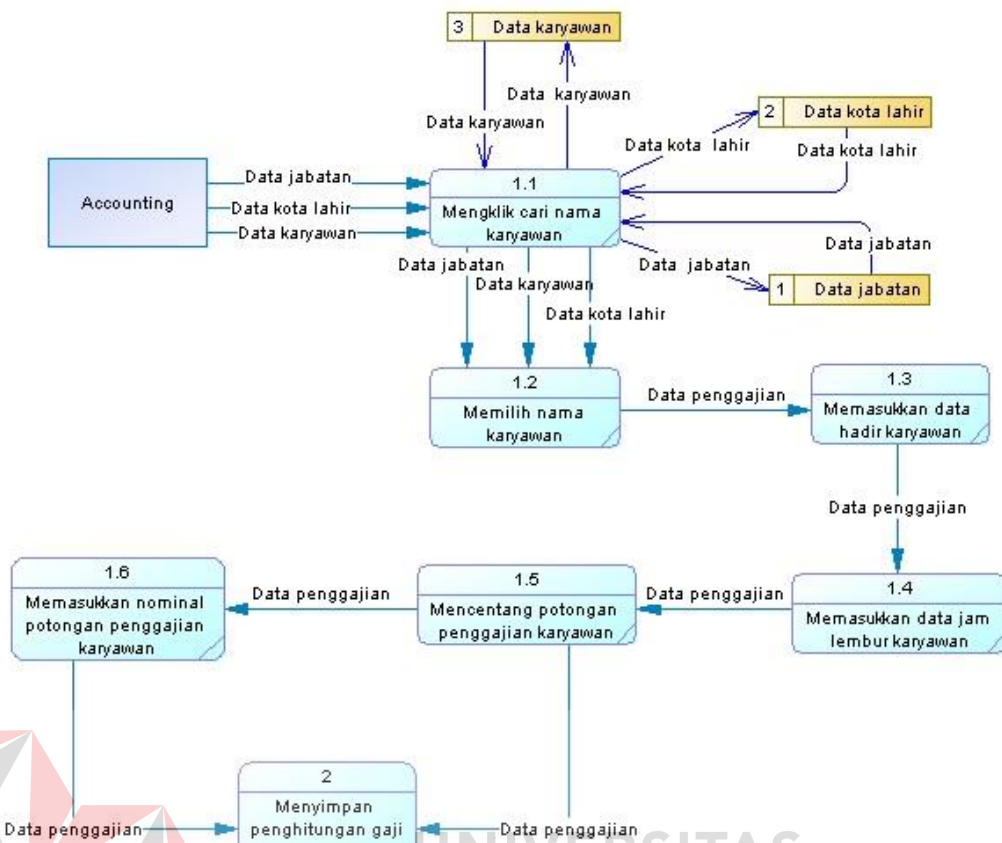 3 Data karyawan
Data karyawan
Data karyawan
2 Data kota lahir
Data kota lahir
Data kota lahir
Accounting
Data jabatan
Data kota lahir
Data karyawan
1.1
Mengklik cari nama
karyawan
Data jabatan
Data jabatan
1 Data jabatan
Data jabatan
Data karyawan
Data kota lahir
1.2
Memilih nama
karyawan
Data penggajian
1.3
Memasukkan data
hadir karyawan
Data penggajian
1.6
Memasukkan nominal
potongan penggajian
karyawan
Data penggajian
1.5
Mencentang potongan
penggajian karyawan
Data penggajian
1.4
Memasukkan data jam
lembur karyawan
2
Menyimpan
penghitungan gaji
Data penggajian
Data penggajian
UNIVERSITAS